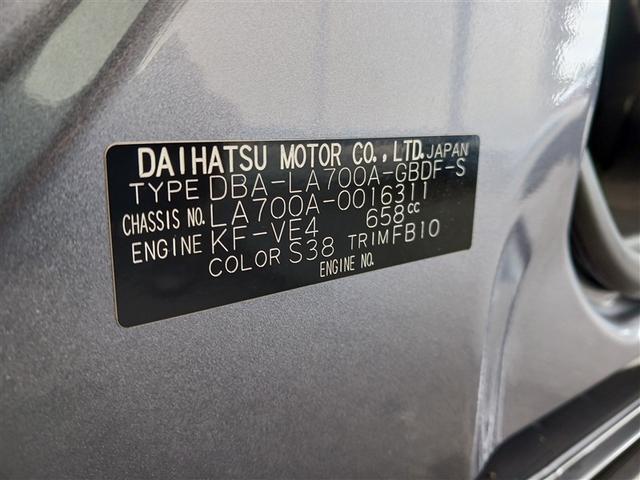 DAIHATSU MOTOR CO., LTD. JAPAN
TYPE DBA-LA700A-GBDF-S
CHASSIS NO. LA700A-0016311
ENGINE KF-VE4 658cc
COLOR S38 TRIM FB10
ENGINE NO.